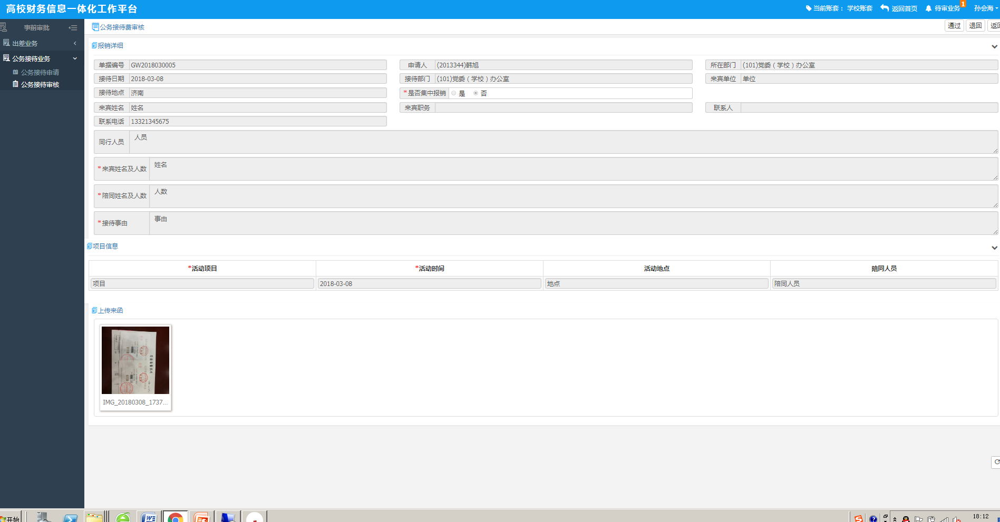 高校财务信息一体化工作平台
当前账套： 学校账套 返回首页 待审业务 1 孙会海
事前审批
出差业务
公务接待业务
公务接待申请
公务接待审核
公务接待费审核 通过 退回 返回
报销详细
单据编号 GW2018030005 申请人 (2013344)韩旭 所在部门 (101)党委（学校）办公室
接待日期 2018-03-08 接待部门 (101)党委（学校）办公室 来宾单位 单位
接待地点 济南 *是否集中报销 是 否
来宾姓名 姓名 来宾职务 联系人
联系电话 13321345675
同行人员 人员
*来宾姓名及人数 姓名
*陪同姓名及人数 人数
*接待事由 事由
项目信息
*活动项目 *活动时间 活动地点 陪同人员
项目 2018-03-08 地点 陪同人员
上传来函
IMG_20180308_1737...
开始 18:12